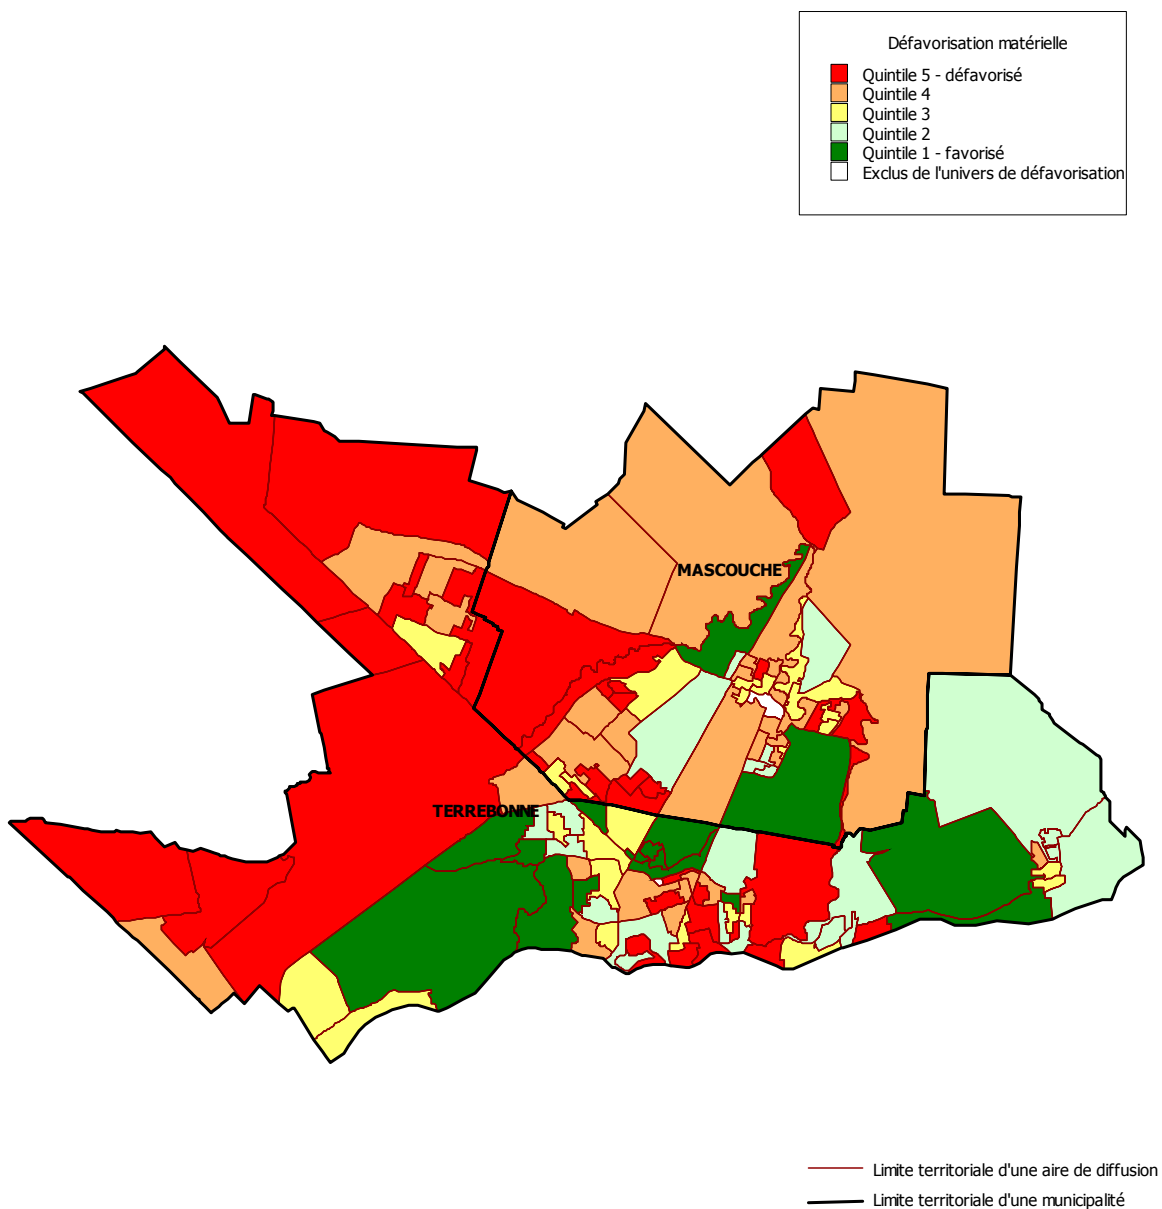 Défavorisation matérielle
Quintile 5 - défavorisé
Quintile 4
Quintile 3
Quintile 2
Quintile 1 - favorisé
Exclus de l'univers de défavorisation
MASCOUCHE
TERREBONNE
Limite territoriale d'une aire de diffusion
Limite territoriale d'une municipalité